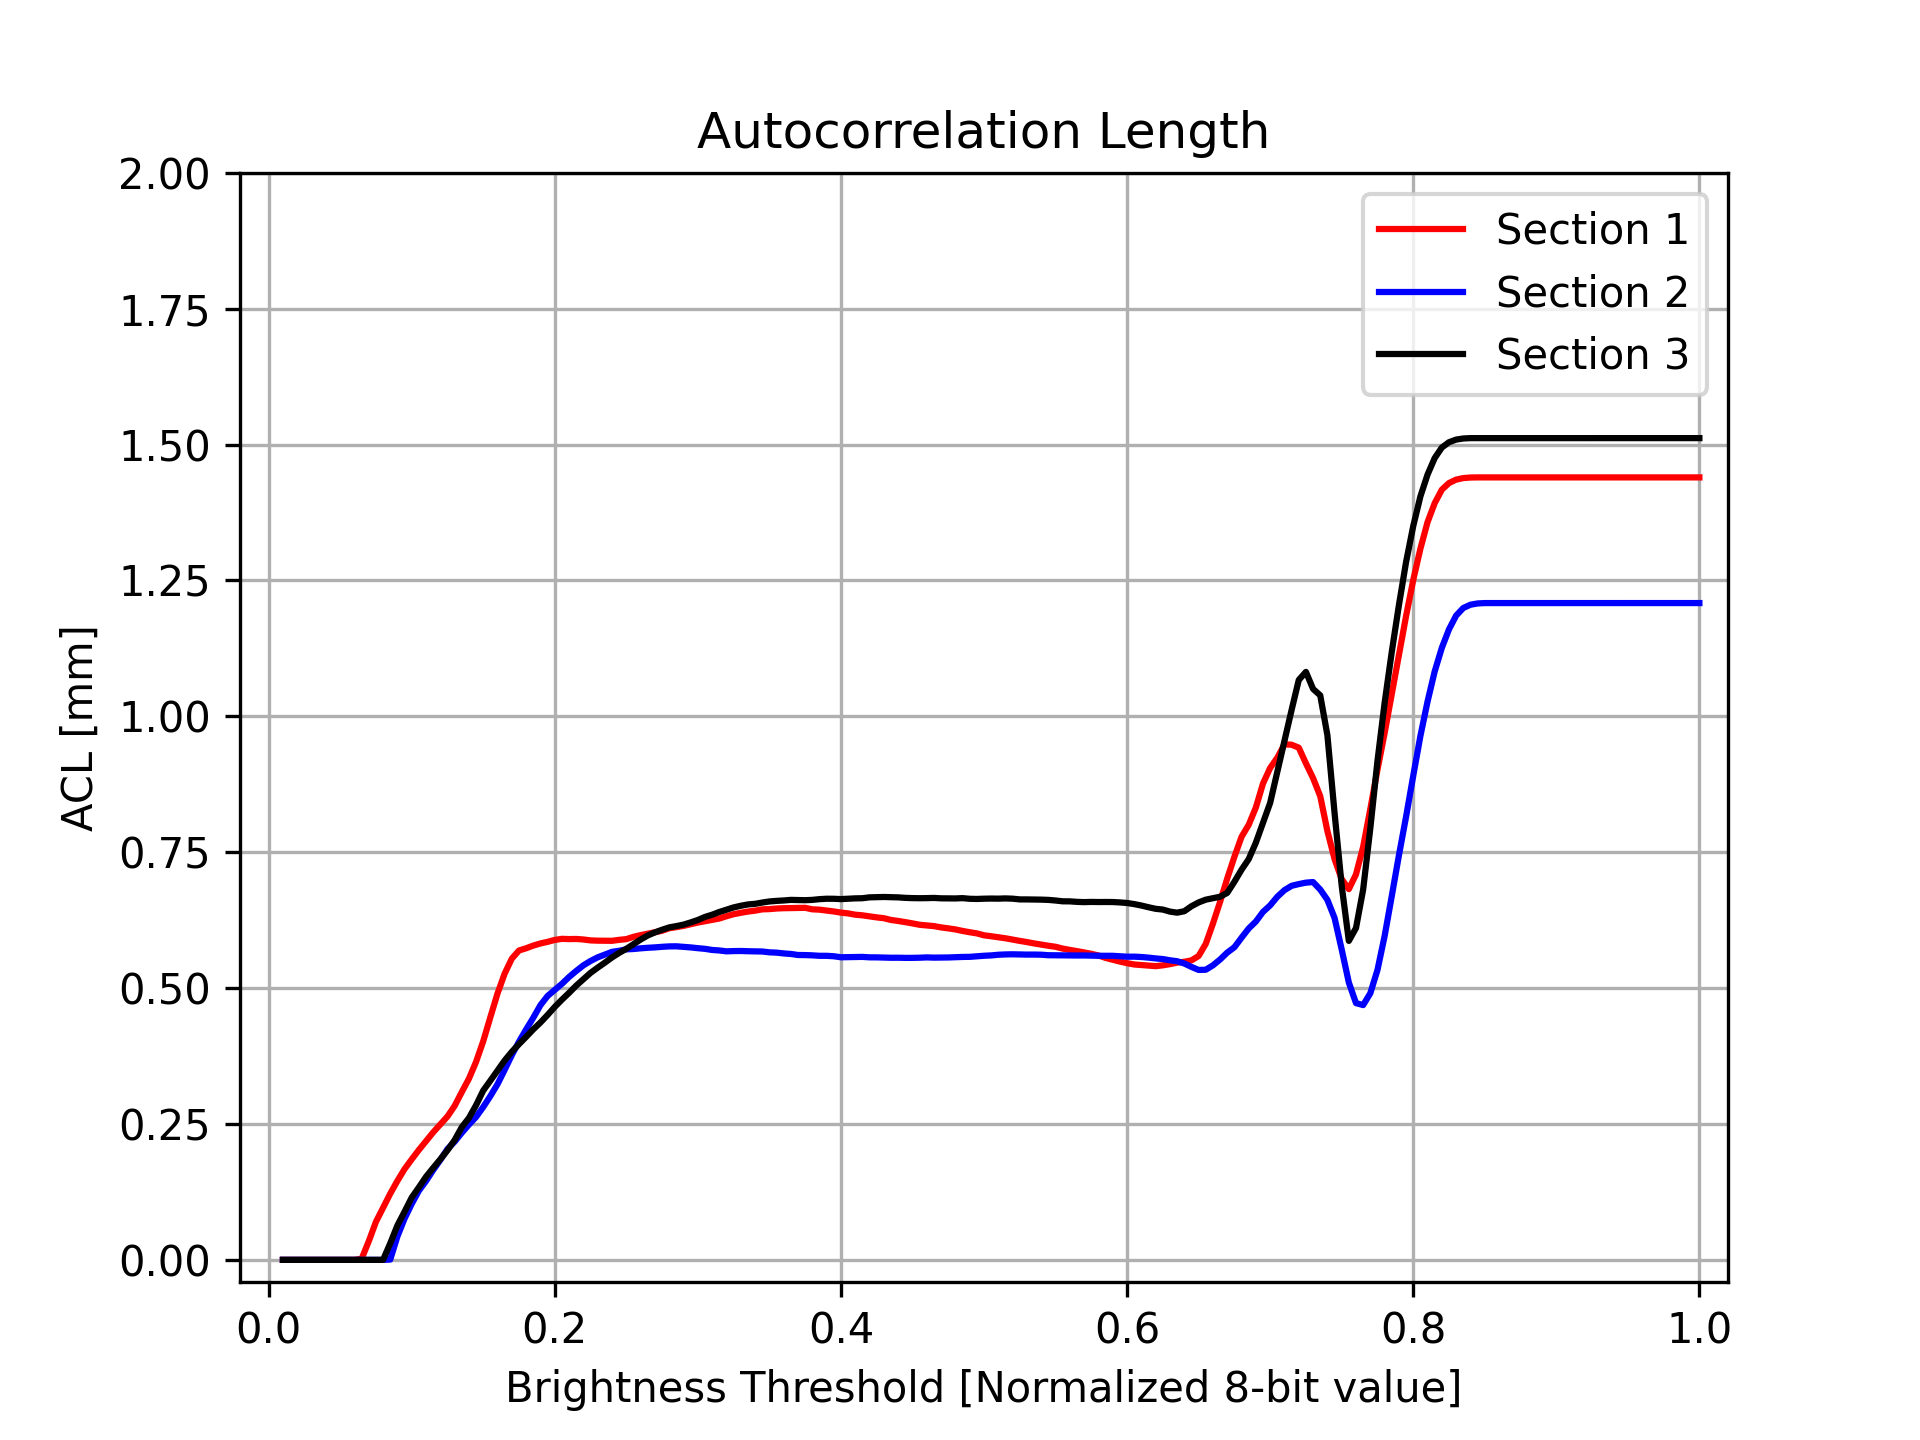 Autocorrelation Length
2.00
1.75
1.50
1.25
1.00
0.75
0.50
0.25
0.00
ACL [mm]
Section 1
Section 2
Section 3
0.0 0.2 0.4 0.6 0.8 1.0
Brightness Threshold [Normalized 8-bit value]